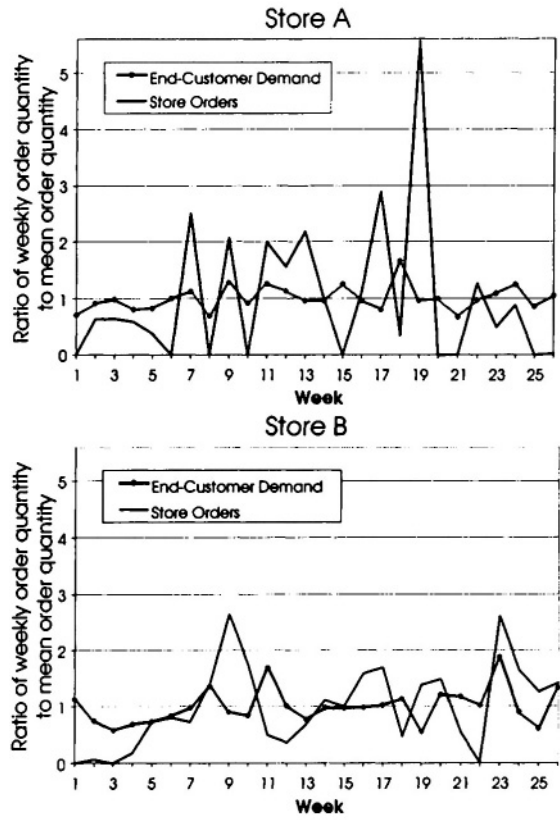 Store A
Ratio of weekly order quantity
to mean order quantity
5
4
3
2
1
0
End-Customer Demand
Store Orders
1 3 5 7 9 11 13 15 17 19 21 23 25
Week
Store B
Ratio of weekly order quantity
to mean order quantity
5
4
3
2
1
0
End-Customer Demand
Store Orders
1 3 5 7 9 11 13 15 17 19 21 23 25
Week